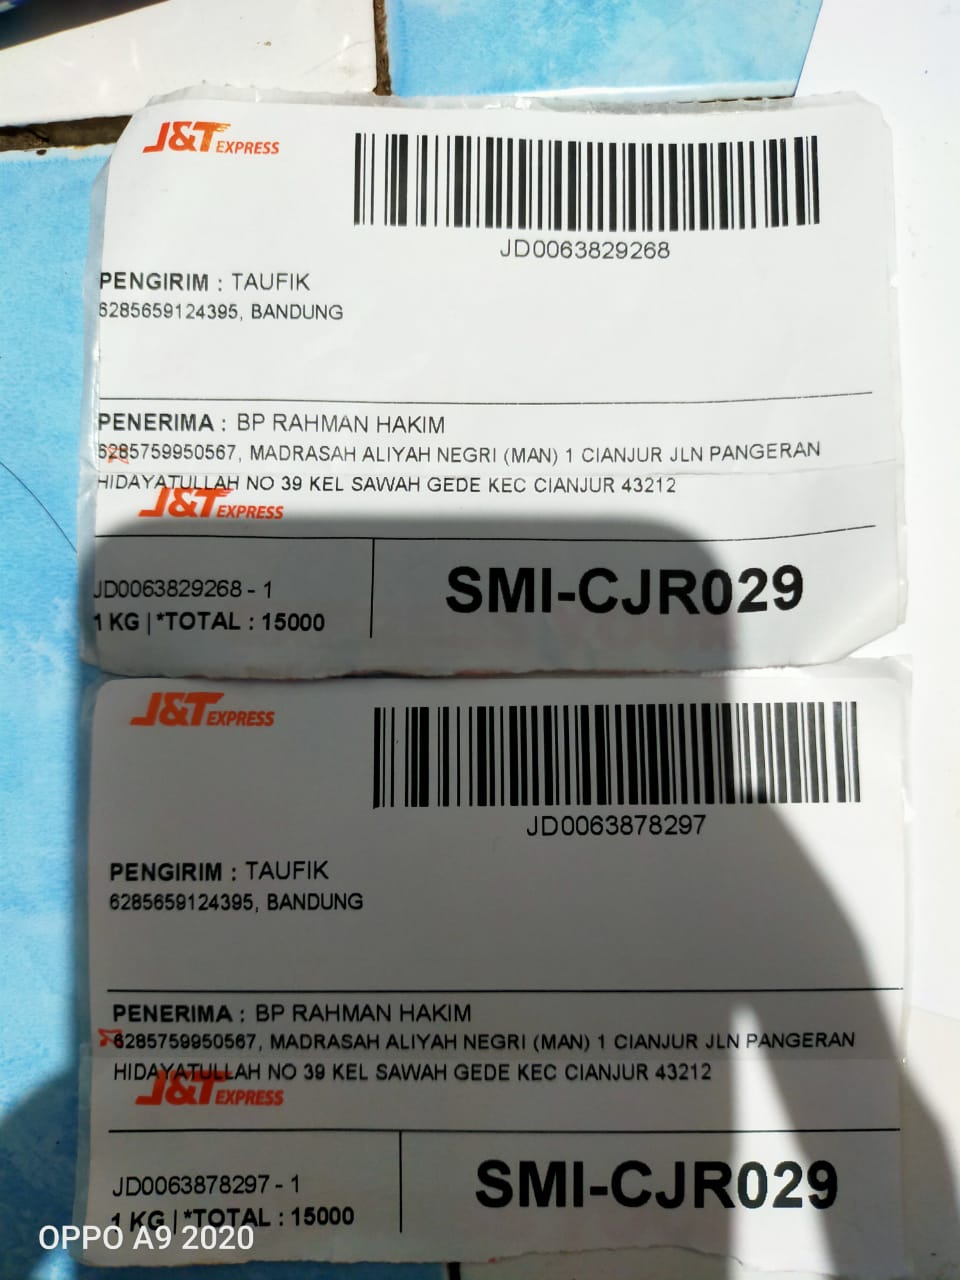 J&T EXPRESS
JD0063829268
PENGIRIM : TAUFIK
6285659124395, BANDUNG
PENERIMA : BP RAHMAN HAKIM
6285759950567, MADRASAH ALIYAH NEGRI (MAN) 1 CIANJUR JLN PANGERAN
HIDAYATULLAH NO 39 KEL SAWAH GEDE KEC CIANJUR 43212
J&T EXPRESS
JD0063829268 - 1
1 KG | *TOTAL : 15000
SMI-CJR029
J&T EXPRESS
JD0063878297
PENGIRIM : TAUFIK
6285659124395, BANDUNG
PENERIMA : BP RAHMAN HAKIM
6285759950567, MADRASAH ALIYAH NEGRI (MAN) 1 CIANJUR JLN PANGERAN
HIDAYATULLAH NO 39 KEL SAWAH GEDE KEC CIANJUR 43212
J&T EXPRESS
JD0063878297 - 1
1 KG | *TOTAL : 15000
SMI-CJR029
OPPO A9 2020